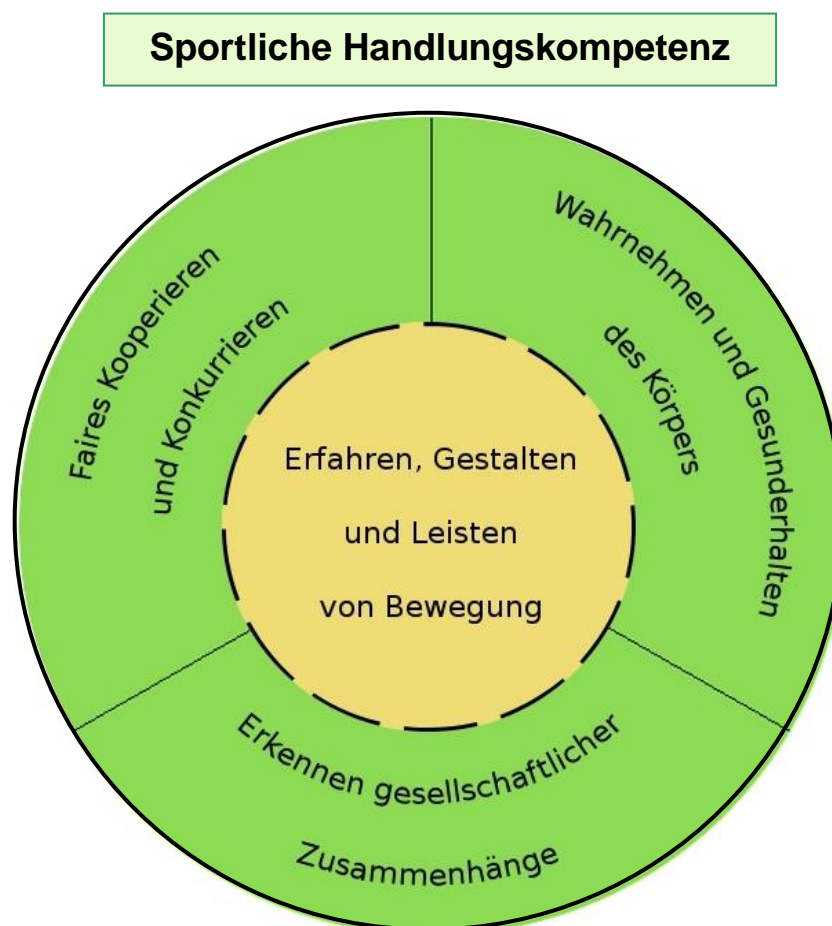 Sportliche Handlungskompetenz
Faires Kooperieren
und Konkurrieren
Wahrnehmen und Gesunderhalten
des Körpers
Erfahren, Gestalten
und Leisten
von Bewegung
Erkennen gesellschaftlicher
Zusammenhänge